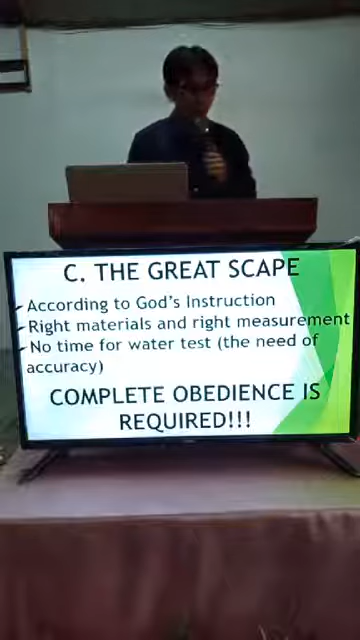 C. THE GREAT SCAPE
According to God's Instruction
Right materials and right measurement
No time for water test (the need of
accuracy)
COMPLETE OBEDIENCE IS
REQUIRED!!!